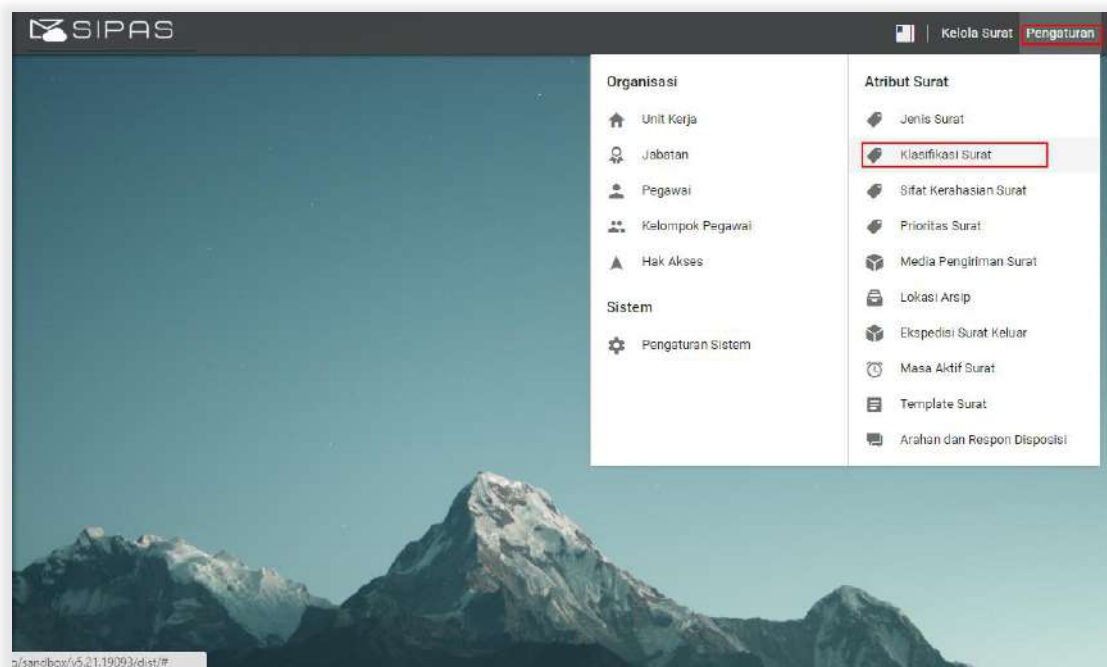 SIPAS
Kelola Surat
Pengaturan
Organisasi
Unit Kerja
Jabatan
Pegawai
Kelompok Pegawai
Hak Akses
Sistem
Pengaturan Sistem
Atribut Surat
Jenis Surat
Klasifikasi Surat
Sifat Kerahasian Surat
Prioritas Surat
Media Pengiriman Surat
Lokasi Arsip
Ekspedisi Surat Keluar
Masa Aktif Surat
Template Surat
Arahan dan Respon Disposisi
/sandbox/v5.21.19093/dist/#